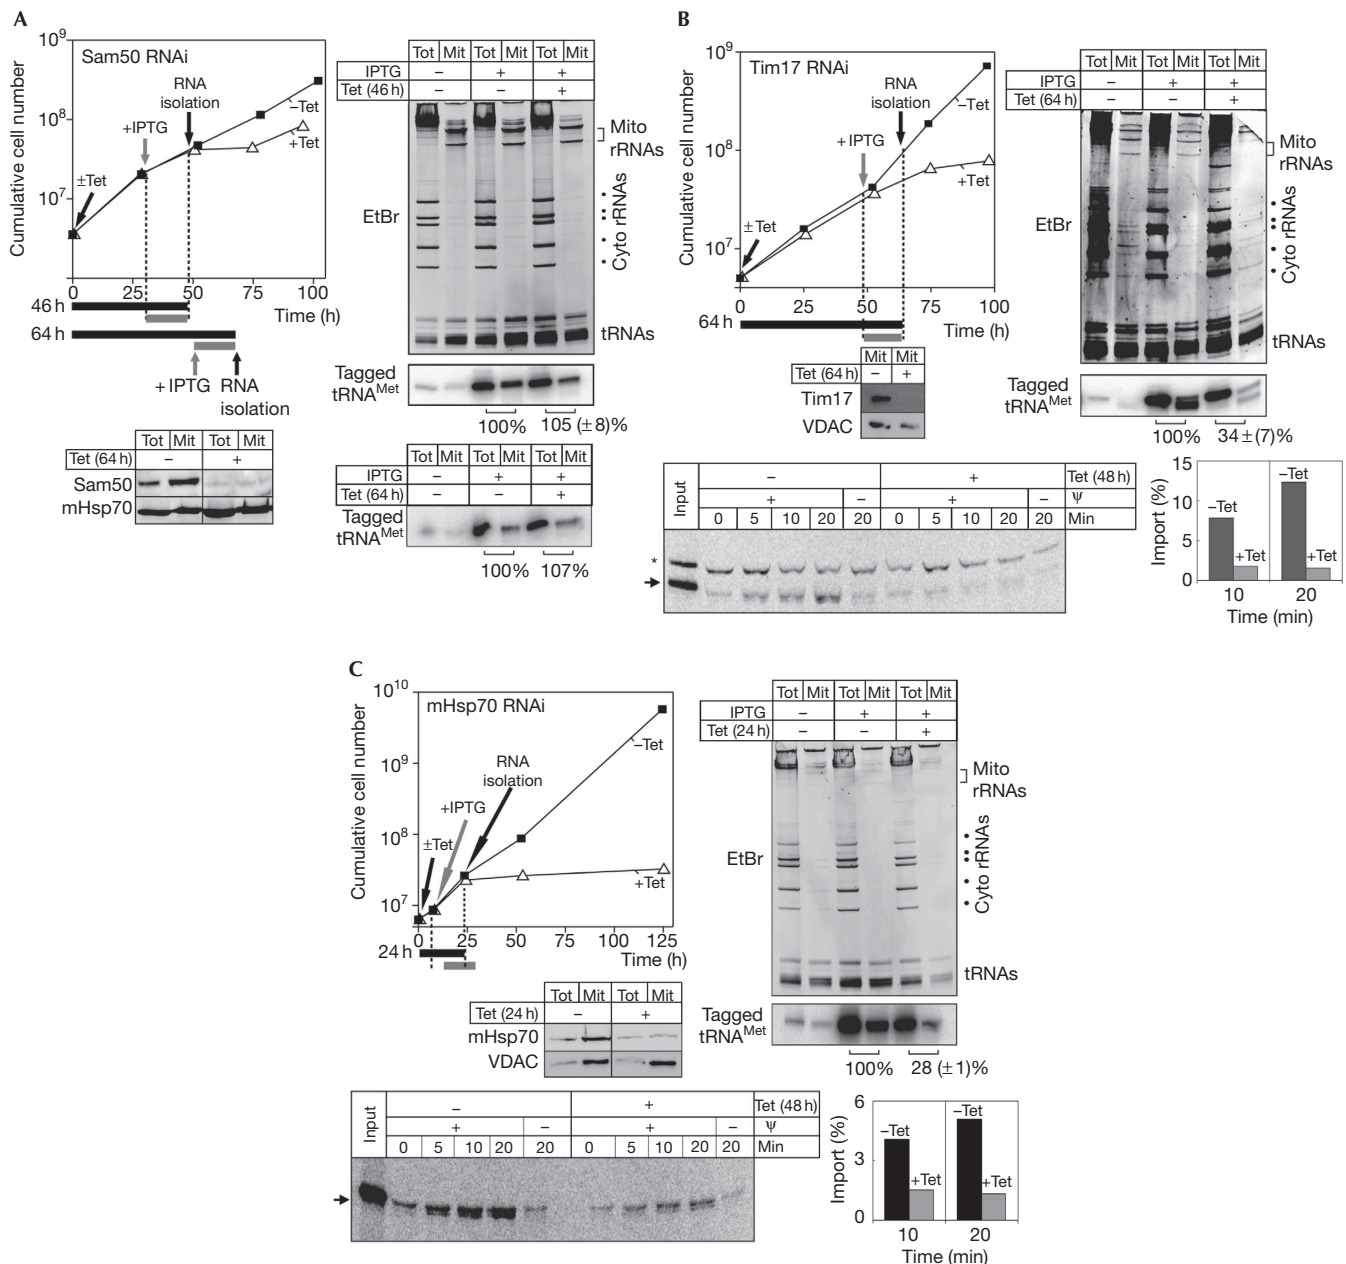 A
Sam50 RNAi
Cumulative cell number
10⁹
10⁸
10⁷
RNA
isolation
+IPTG
±Tet
−Tet
+Tet
0 25 50 75 100
Time (h)
46 h
64 h
+ IPTG RNA
isolation
Tot Mit Tot Mit
Tet (64 h) − +
Sam50
mHsp70
Tot Mit Tot Mit Tot Mit
IPTG − + +
Tet (46 h) − − +
EtBr
Mito
rRNAs
Cyto rRNAs
tRNAs
Tagged
tRNA^Met
100% 105 (±8)%
Tot Mit Tot Mit Tot Mit
IPTG − + +
Tet (64 h) − − +
Tagged
tRNA^Met
100% 107%
B
Tim17 RNAi
Cumulative cell number
10⁹
10⁸
10⁷
RNA
isolation
+IPTG
±Tet
−Tet
+Tet
0 25 50 75 100
Time (h)
64 h
Mit Mit
Tet (64 h) − +
Tim17
VDAC
Tot Mit Tot Mit Tot Mit
IPTG − + +
Tet (64 h) − − +
EtBr
Mito
rRNAs
Cyto rRNAs
tRNAs
Tagged
tRNA^Met
100% 34±(7)%
Input
− + Tet (48 h)
+ − + − Ψ
0 5 10 20 20 0 5 10 20 20 Min
*
Import (%)
15
10
5
0
−Tet
+Tet
−Tet
+Tet
10 20
Time (min)
C
mHsp70 RNAi
Cumulative cell number
10¹⁰
10⁹
10⁸
10⁷
RNA
isolation
+IPTG
±Tet
−Tet
+Tet
0 25 50 75 100 125
Time (h)
24 h
Tot Mit Tot Mit
Tet (24 h) − +
mHsp70
VDAC
Tot Mit Tot Mit Tot Mit
IPTG − + +
Tet (24 h) − − +
EtBr
Mito
rRNAs
Cyto rRNAs
tRNAs
Tagged
tRNA^Met
100% 28 (±1)%
Input
− + Tet (48 h)
+ − + − Ψ
0 5 10 20 20 0 5 10 20 20 Min
Import (%)
6
3
0
−Tet
+Tet
−Tet
+Tet
10 20
Time (min)